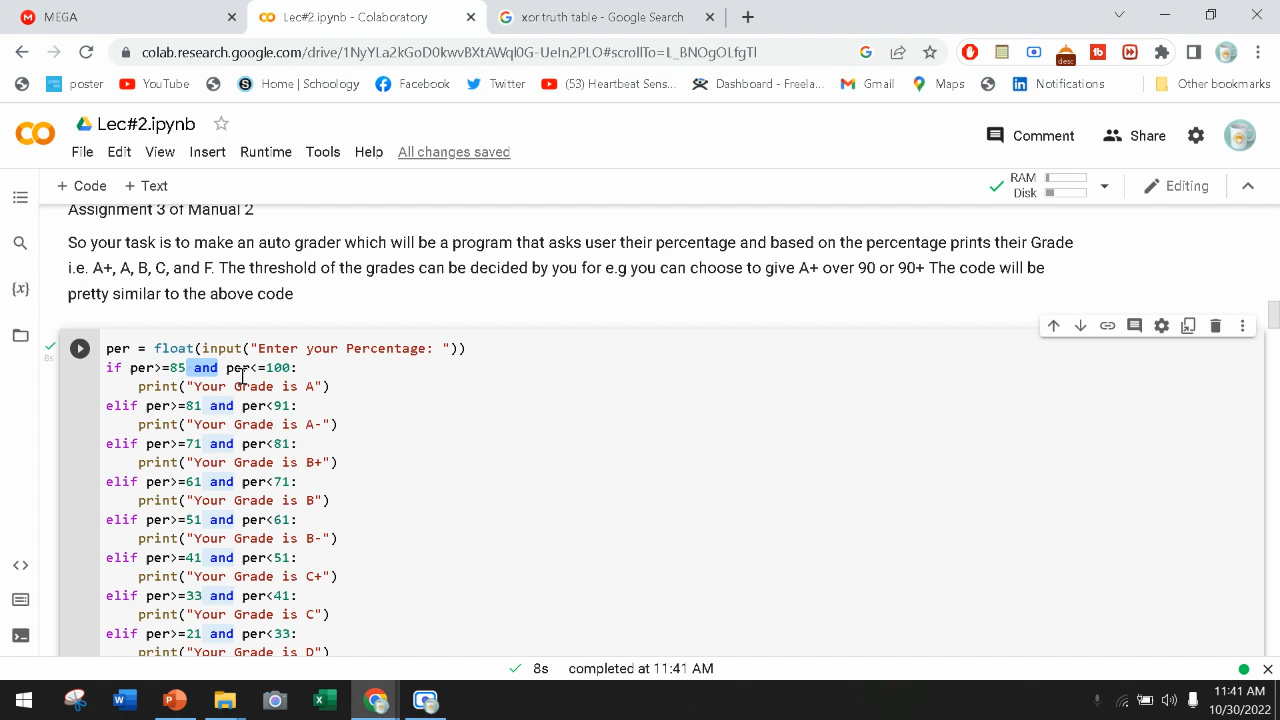 MEGA
Lec#2.ipynb - Colaboratory
xor truth table - Google Search
colab.research.google.com/drive/1NyYLa2kGoD0kwvBXtAWql0G-UeIn2PLO#scrollTo=L_BNOgOLfgTl
poster
YouTube
Home | Schoology
Facebook
Twitter
(53) Heartbeat Sens...
Dashboard - Freela...
Gmail
Maps
Notifications
Other bookmarks
Lec#2.ipynb
Comment
Share
File Edit View Insert Runtime Tools Help All changes saved
+ Code + Text
RAM
Disk
Editing
Assignment 3 of Manual 2
So your task is to make an auto grader which will be a program that asks user their percentage and based on the percentage prints their Grade
i.e. A+, A, B, C, and F. The threshold of the grades can be decided by you for e.g you can choose to give A+ over 90 or 90+ The code will be
pretty similar to the above code
per = float(input("Enter your Percentage: "))
if per>=85 and per<=100:
print("Your Grade is A")
elif per>=81 and per<91:
print("Your Grade is A-")
elif per>=71 and per<81:
print("Your Grade is B+")
elif per>=61 and per<71:
print("Your Grade is B")
elif per>=51 and per<61:
print("Your Grade is B-")
elif per>=41 and per<51:
print("Your Grade is C+")
elif per>=33 and per<41:
print("Your Grade is C")
elif per>=21 and per<33:
print("Your Grade is D")
8s
8s completed at 11:41 AM
11:41 AM
10/30/2022